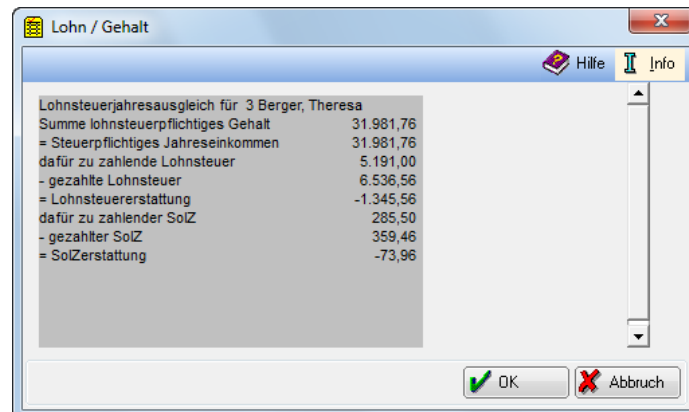 Lohn / Gehalt
Hilfe Info
Lohnsteuerjahresausgleich für 3 Berger, Theresa
Summe lohnsteuerpflichtiges Gehalt 31.981,76
= Steuerpflichtiges Jahreseinkommen 31.981,76
dafür zu zahlende Lohnsteuer 5.191,00
- gezahlte Lohnsteuer 6.536,56
= Lohnsteuererstattung -1.345,56
dafür zu zahlender SolZ 285,50
- gezahlter SolZ 359,46
= SolZerstattung -73,96
OK Abbruch